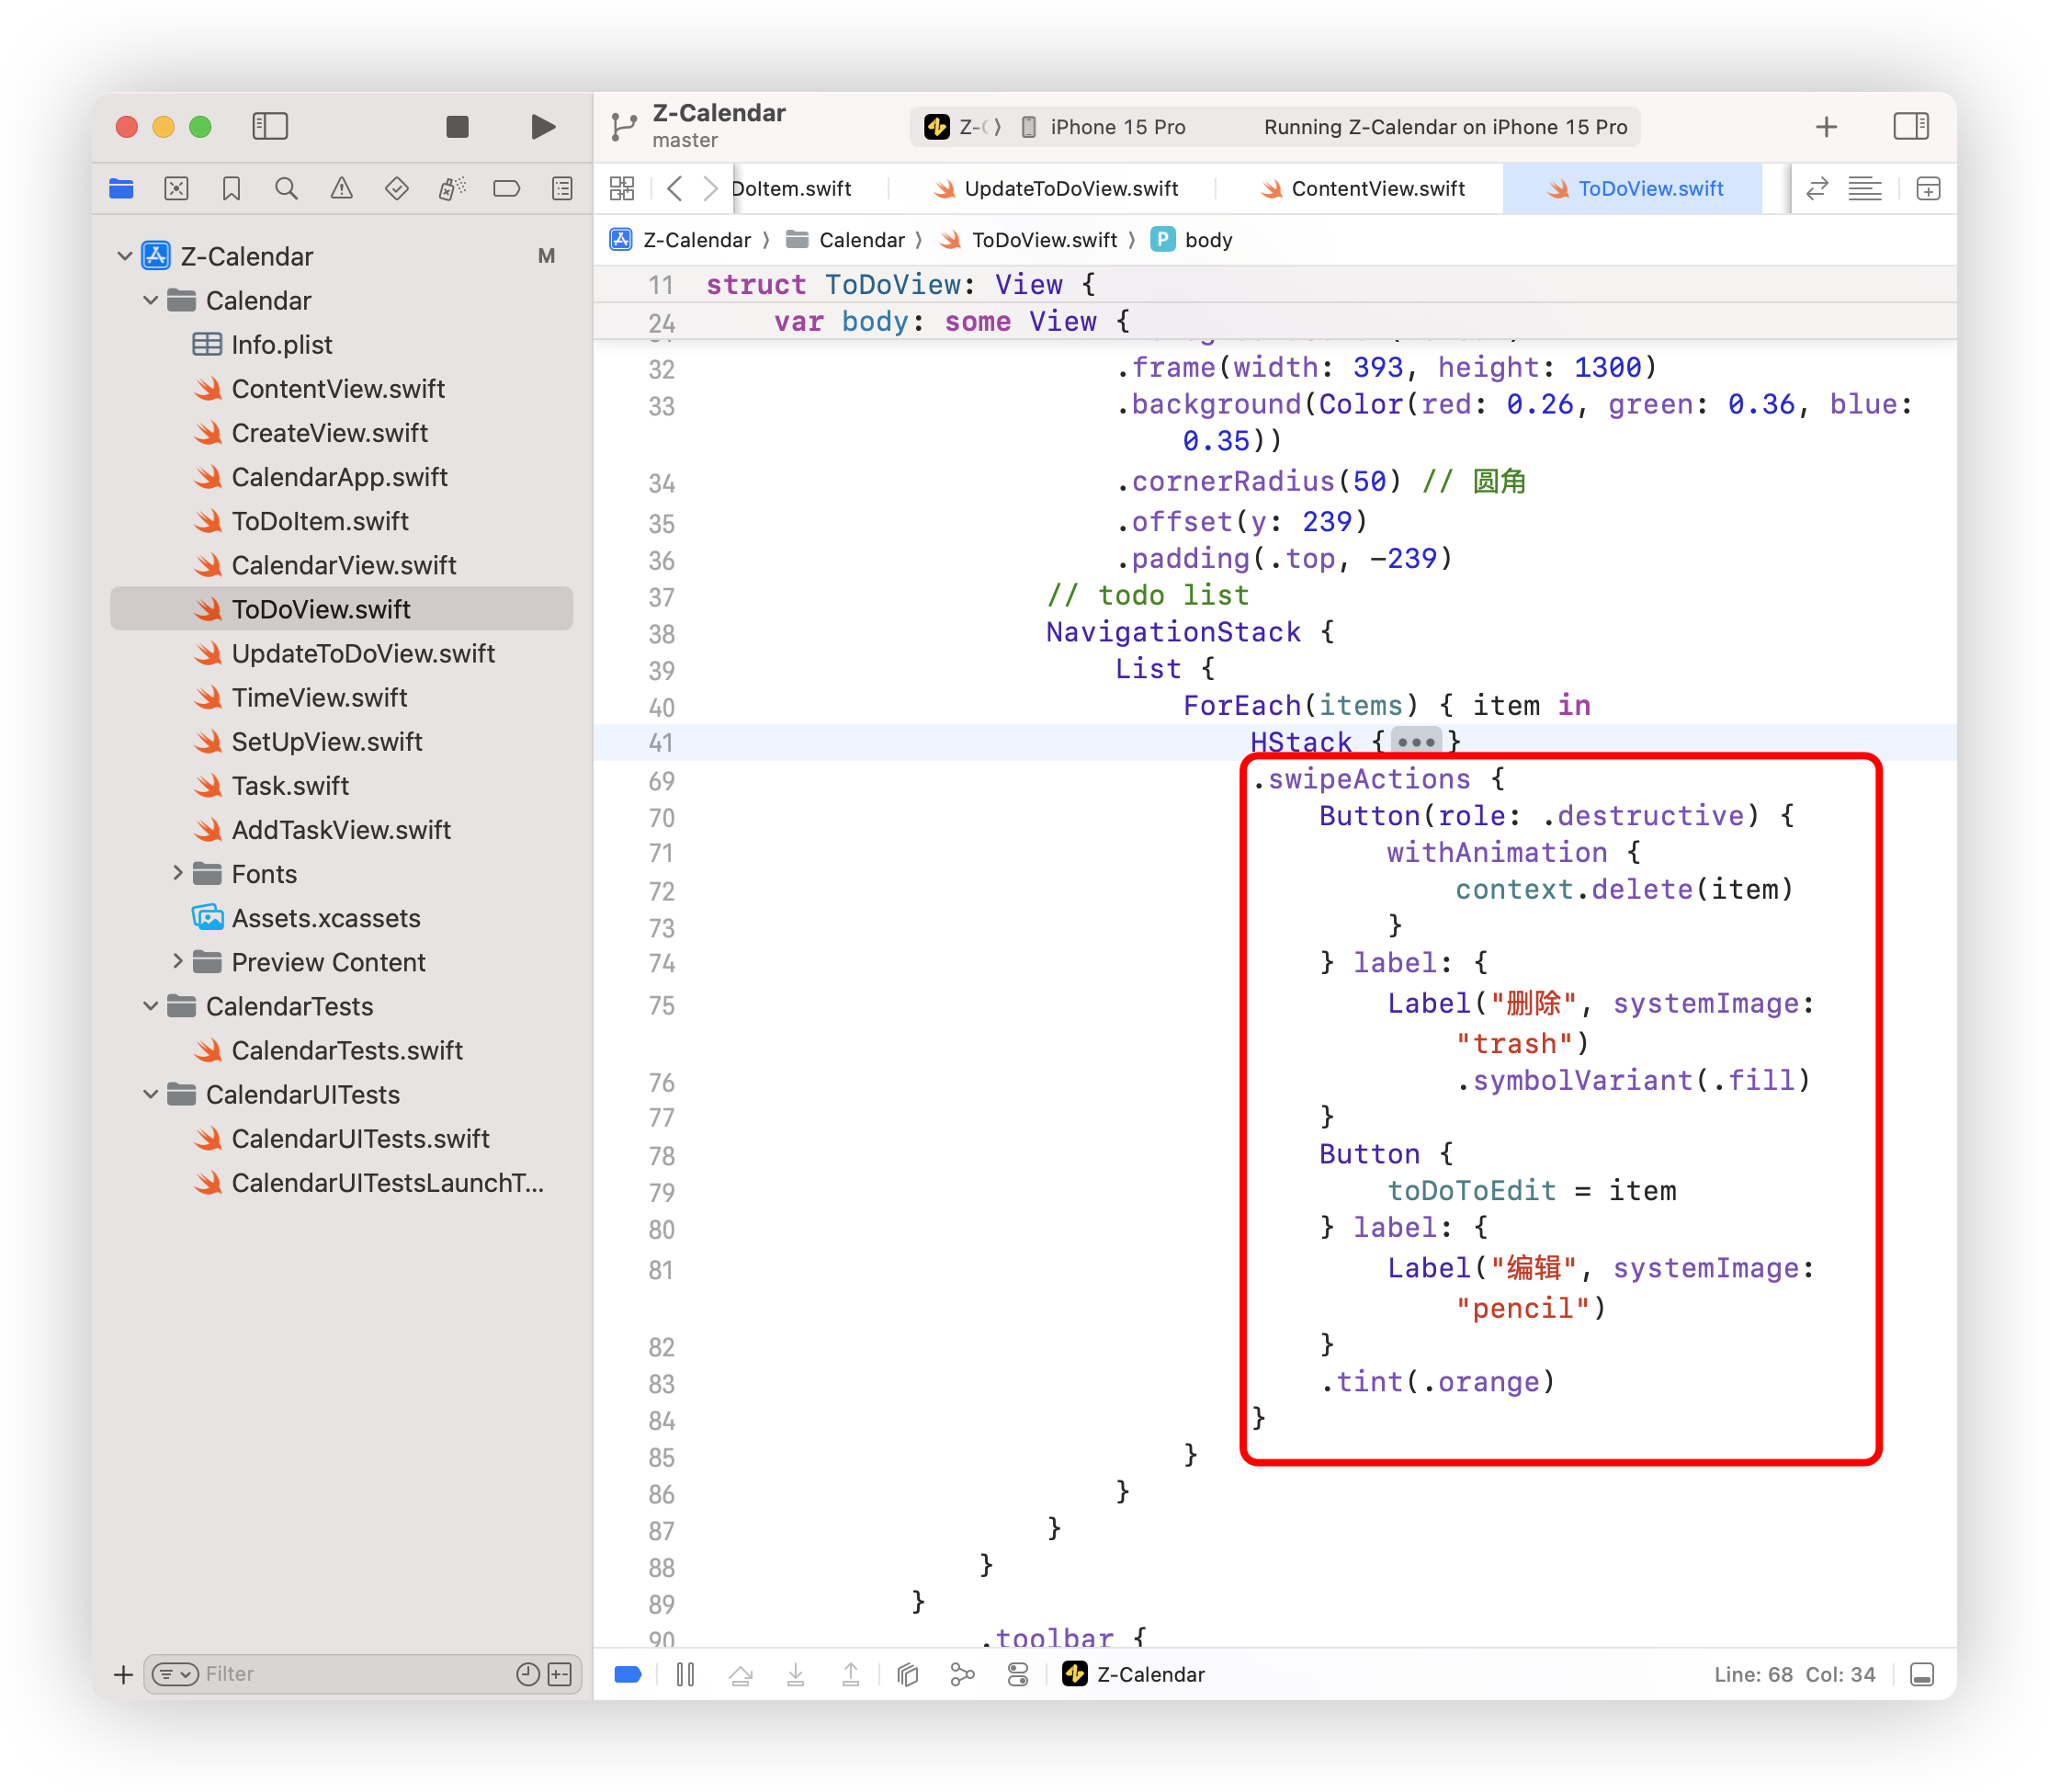 Z-Calendar
master
Z-
iPhone 15 Pro
Running Z-Calendar on iPhone 15 Pro
DoItem.swift
UpdateToDoView.swift
ContentView.swift
ToDoView.swift
Z-Calendar
Calendar
ToDoView.swift
P
body
Z-Calendar
M
Calendar
Info.plist
ContentView.swift
CreateView.swift
CalendarApp.swift
ToDoItem.swift
CalendarView.swift
ToDoView.swift
UpdateToDoView.swift
TimeView.swift
SetUpView.swift
Task.swift
AddTaskView.swift
Fonts
Assets.xcassets
Preview Content
CalendarTests
CalendarTests.swift
CalendarUITests
CalendarUITests.swift
CalendarUITestsLaunchT...
Filter
11 struct ToDoView: View {
24 var body: some View {
32 .frame(width: 393, height: 1300)
33 .background(Color(red: 0.26, green: 0.36, blue:
0.35))
34 .cornerRadius(50) // 圆角
35 .offset(y: 239)
36 .padding(.top, -239)
37 // todo list
38 NavigationStack {
39 List {
40 ForEach(items) { item in
41 HStack {•••}
69 .swipeActions {
70 Button(role: .destructive) {
71 withAnimation {
72 context.delete(item)
73 }
74 } label: {
75 Label("删除", systemImage:
"trash")
76 .symbolVariant(.fill)
77 }
78 Button {
79 toDoToEdit = item
80 } label: {
81 Label("编辑", systemImage:
"pencil")
82 }
83 .tint(.orange)
84 }
85 }
86 }
87 }
88 }
89 }
90 .toolbar {
Z-Calendar
Line: 68 Col: 34